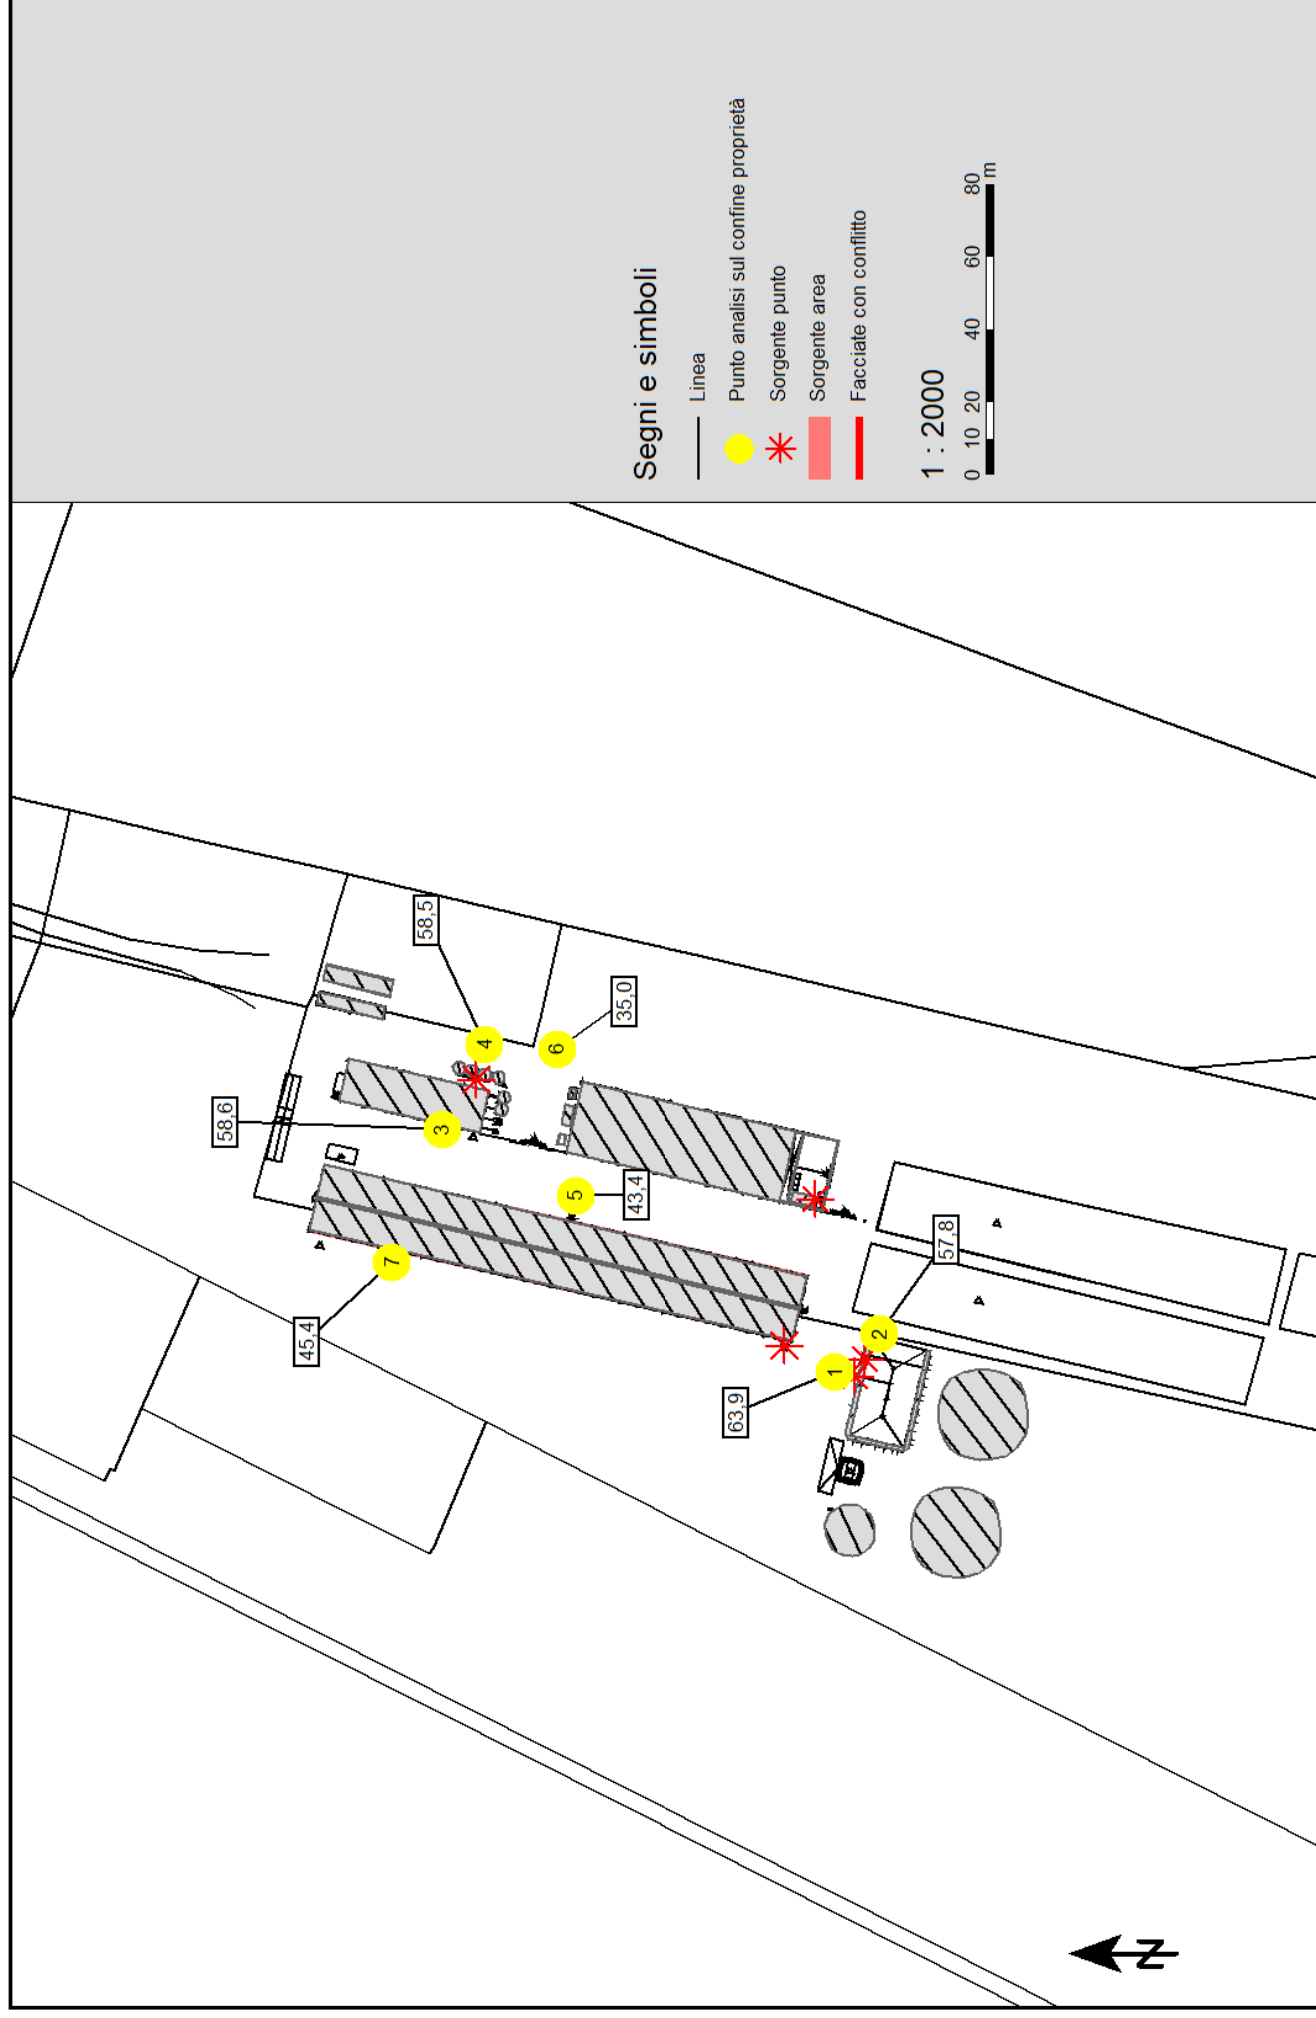 Segni e simboli
Linea
Punto analisi sul confine proprietà
Sorgente punto
Sorgente area
Facciate con conflitto
1 : 2000
0 10 20 40 60 80
m
58,6
58,5
45,4
35,0
43,4
63,9
57,8
3
4
7
5
6
1
2
N